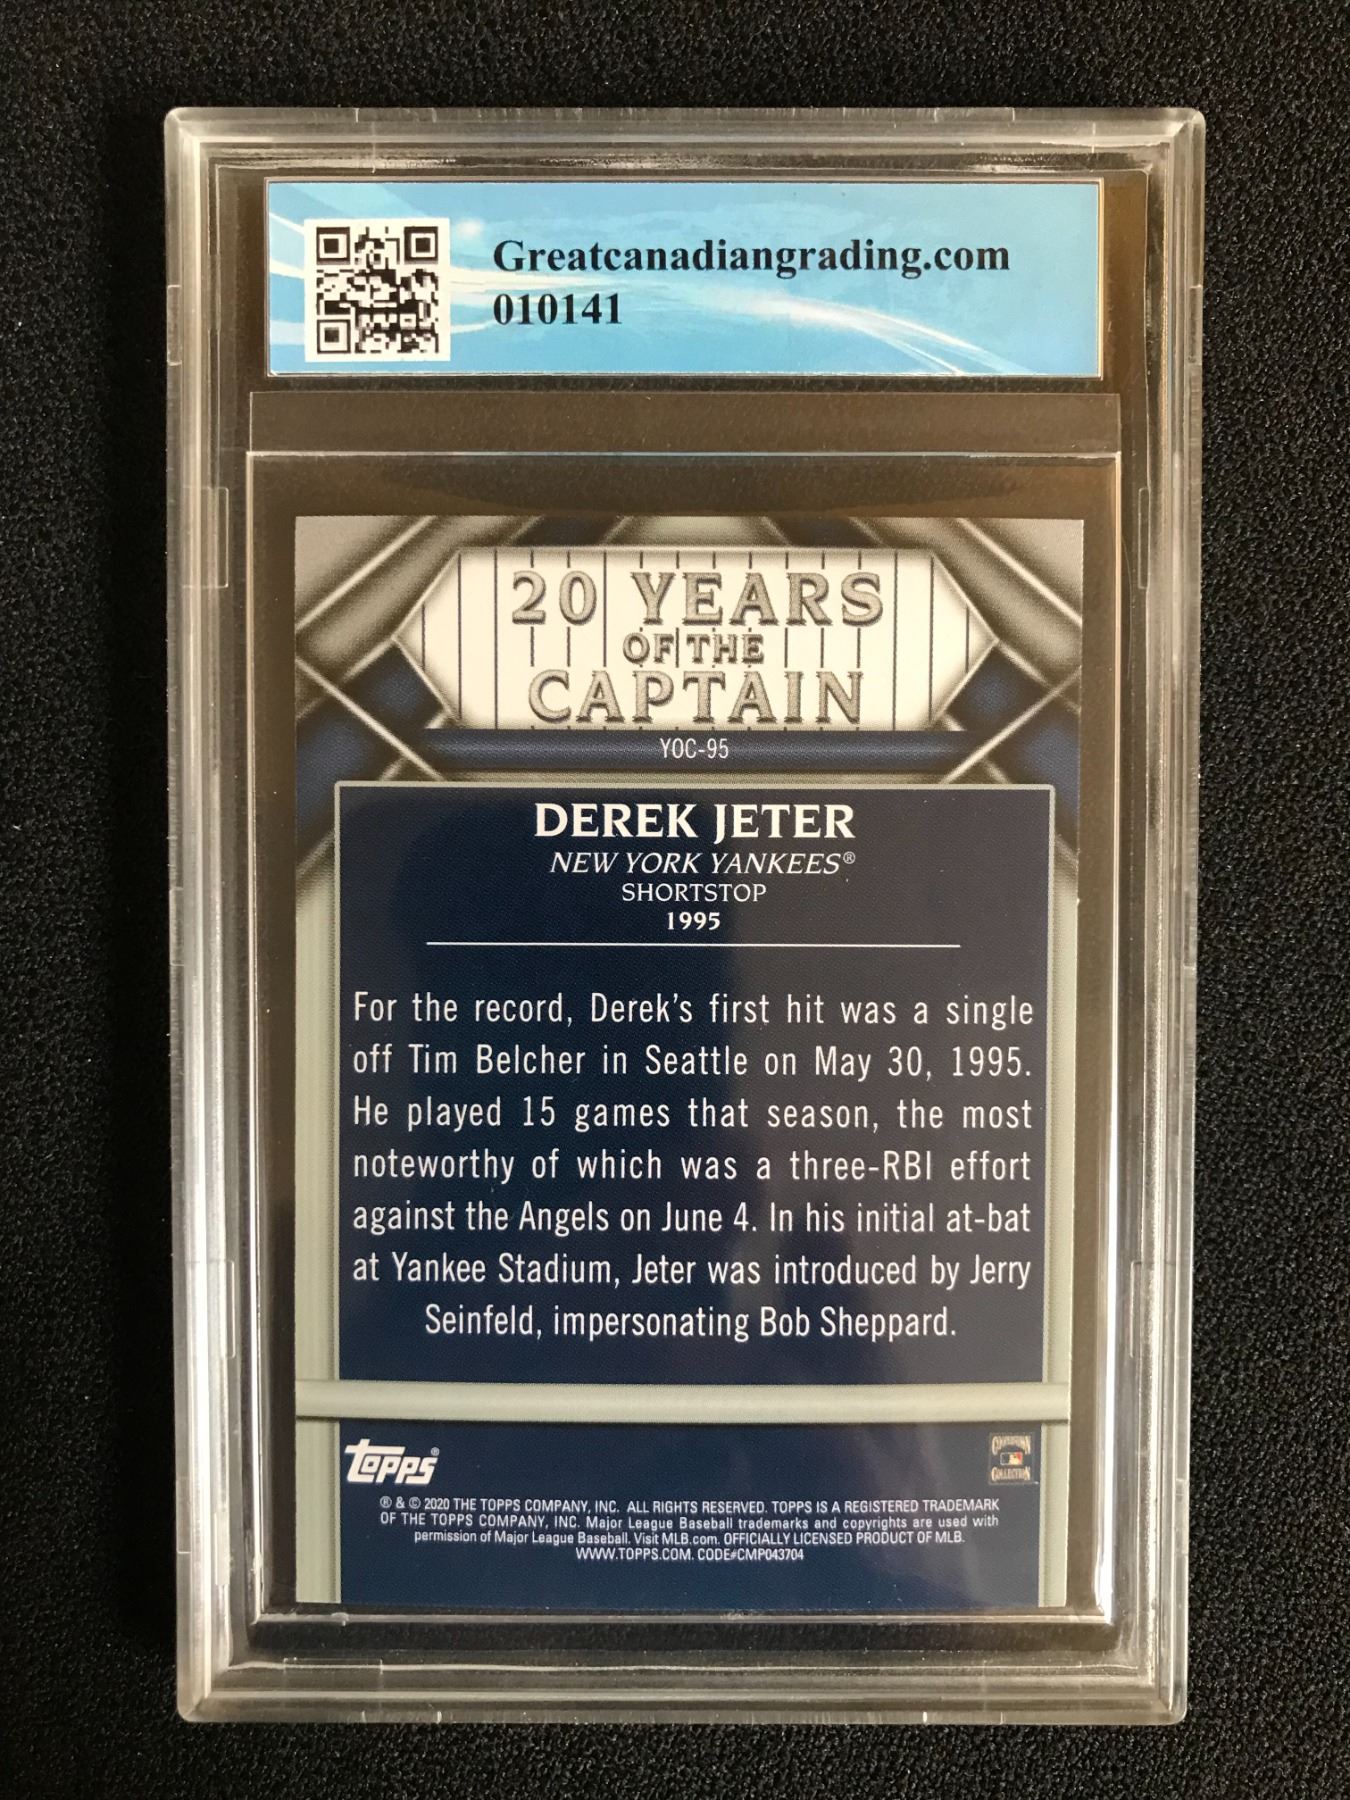 Greatcanadiangrading.com
010141
20 YEARS
OF THE
CAPTAIN
YOC-95
DEREK JETER
NEW YORK YANKEES®
SHORTSTOP
1995
For the record, Derek's first hit was a single
off Tim Belcher in Seattle on May 30, 1995.
He played 15 games that season, the most
noteworthy of which was a three-RBI effort
against the Angels on June 4. In his initial at-bat
at Yankee Stadium, Jeter was introduced by Jerry
Seinfeld, impersonating Bob Sheppard.
Topps®
COOPERSTOWN
COLLECTION
® & © 2020 THE TOPPS COMPANY, INC. ALL RIGHTS RESERVED. TOPPS IS A REGISTERED TRADEMARK
OF THE TOPPS COMPANY, INC. Major League Baseball trademarks and copyrights are used with
permission of Major League Baseball. Visit MLB.com. OFFICIALLY LICENSED PRODUCT OF MLB.
WWW.TOPPS.COM. CODE#CMP043704